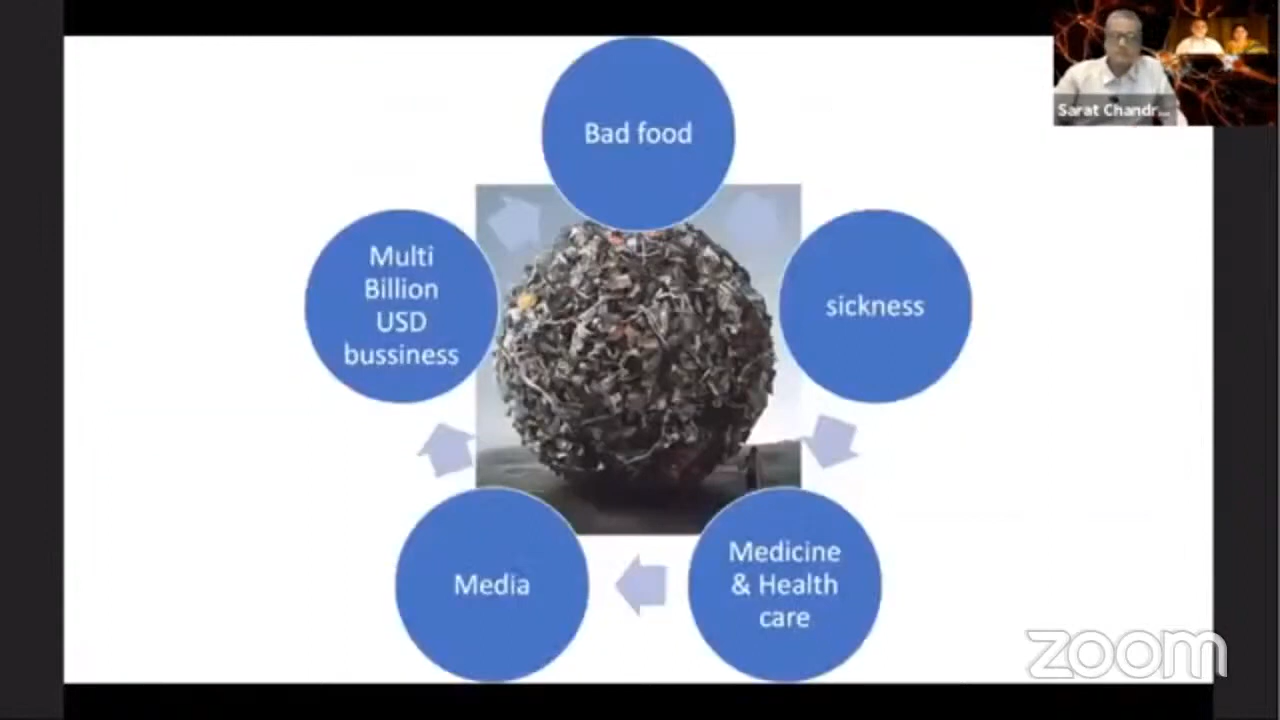 Bad food
Sarat Chandr...
Multi
Billion
USD
bussiness
sickness
Medicine
& Health
care
Media
zoom